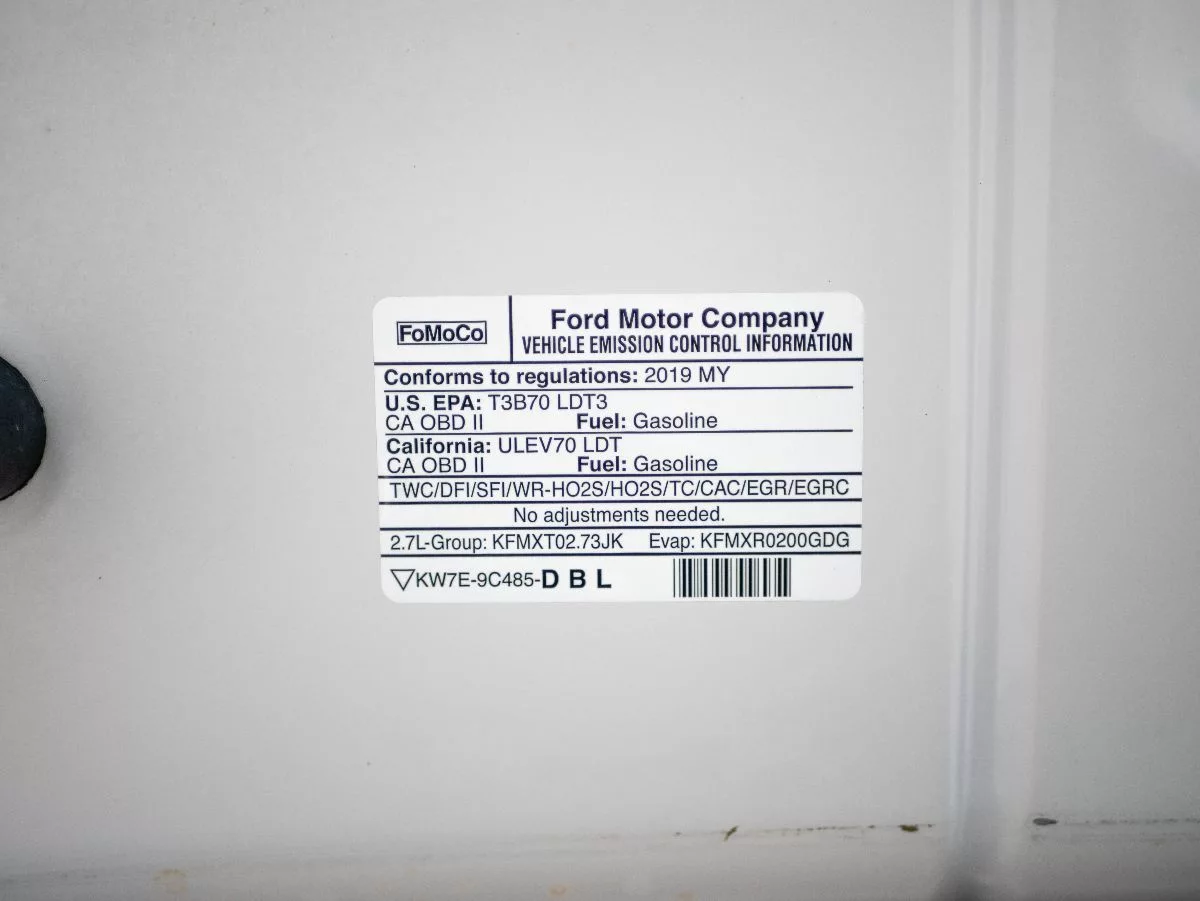 FoMoCo
Ford Motor Company
VEHICLE EMISSION CONTROL INFORMATION
Conforms to regulations: 2019 MY
U.S. EPA: T3B70 LDT3
CA OBD II Fuel: Gasoline
California: ULEV70 LDT
CA OBD II Fuel: Gasoline
TWC/DFI/SFI/WR-HO2S/HO2S/TC/CAC/EGR/EGRC
No adjustments needed.
2.7L-Group: KFMXT02.73JK Evap: KFMXR0200GDG
KW7E-9C485-D B L